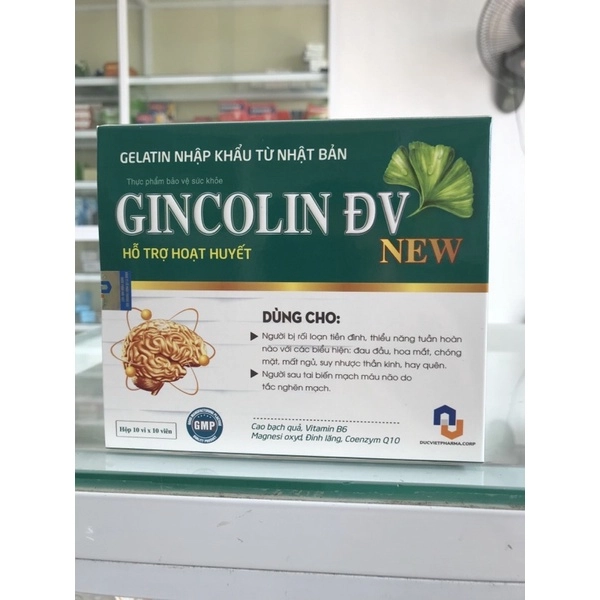 GELATIN NHẬP KHẨU TỪ NHẬT BẢN
Thực phẩm bảo vệ sức khỏe
GINCOLIN ĐV
NEW
HỖ TRỢ HOẠT HUYẾT
DÙNG CHO:
Người bị rối loạn tiền đình, thiểu năng tuần hoàn
não với các biểu hiện: đau đầu, hoa mắt, chóng
mặt, mất ngủ, suy nhược thần kinh, hay quên.
Người sau tai biến mạch máu não do
tắc nghẽn mạch.
Hộp 10 vỉ x 10 viên
GMP
Cao bạch quả, Vitamin B6
Magnesi oxyd, Đinh lăng, Coenzym Q10
DUCVIETPHARMA.CORP